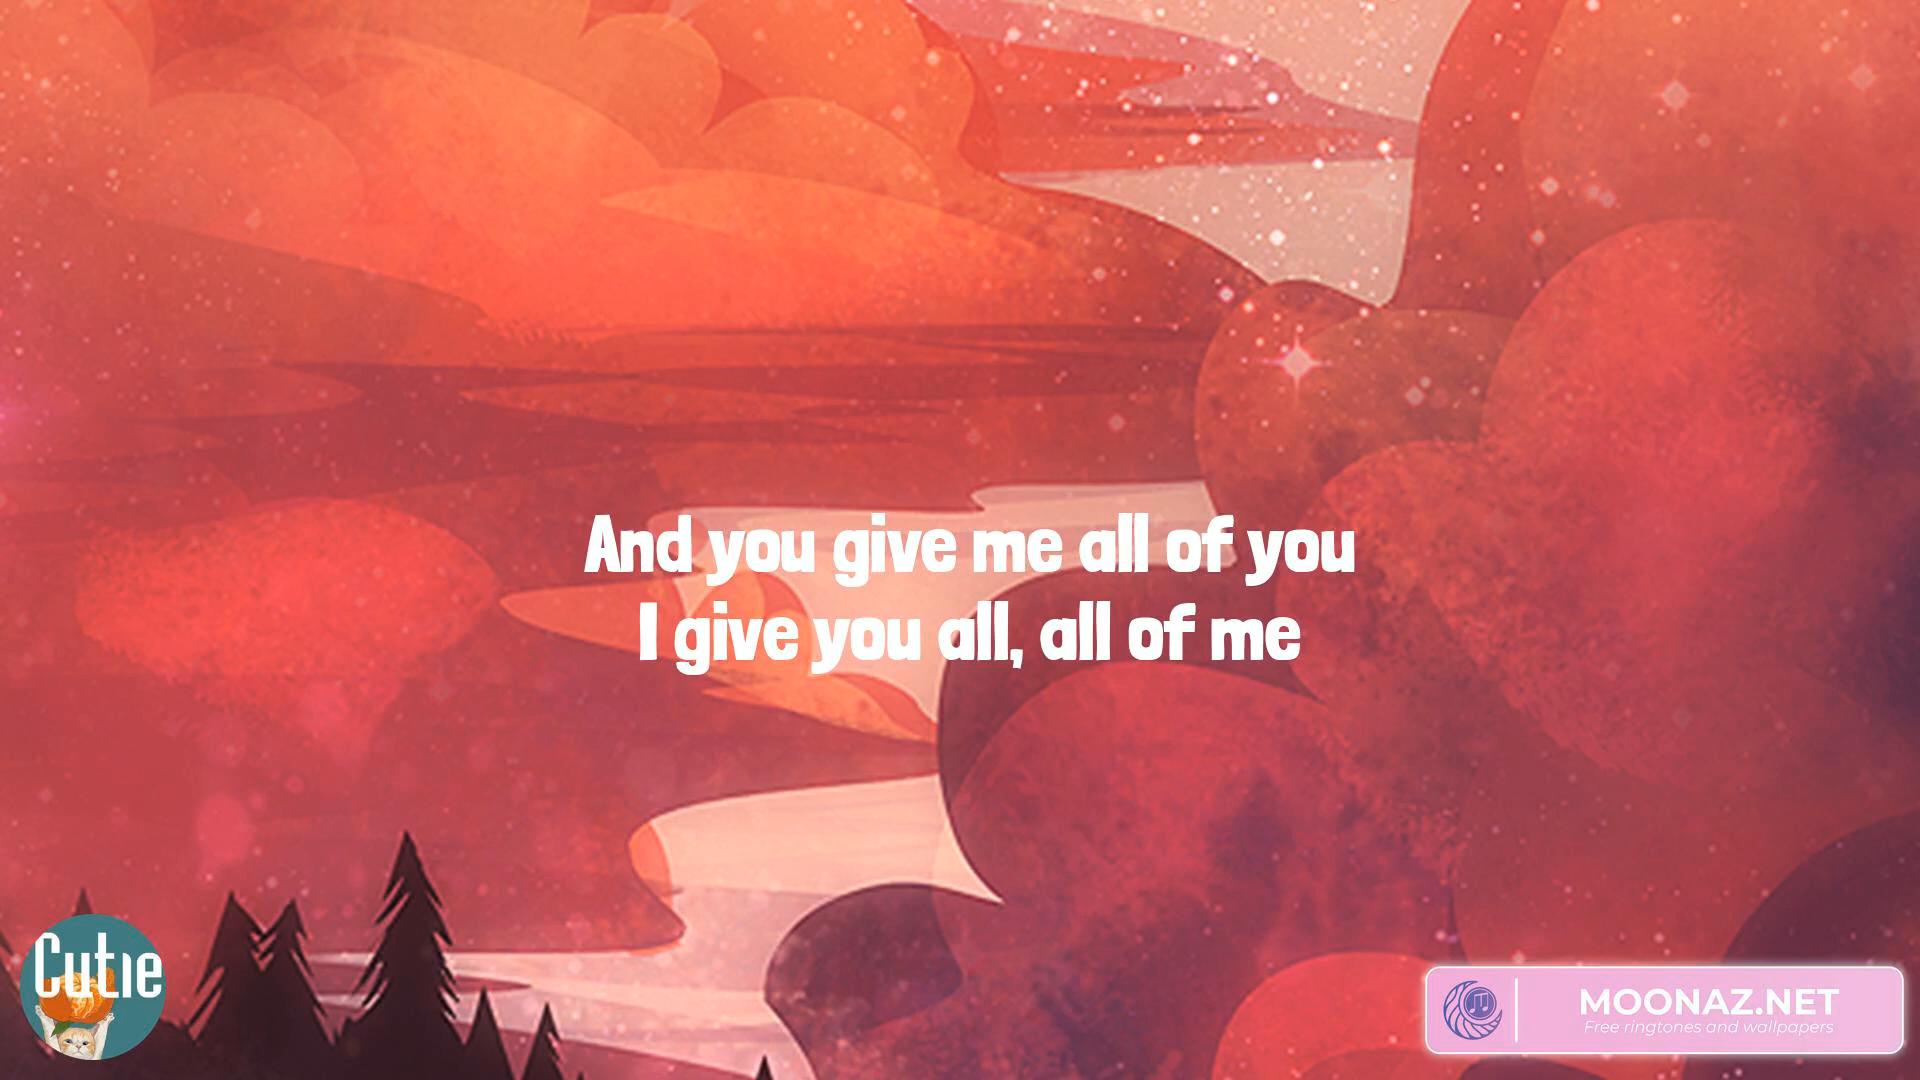 And you give me all of you
I give you all, all of me
Cutie
MOONAZ.NET
Free ringtones and wallpapers